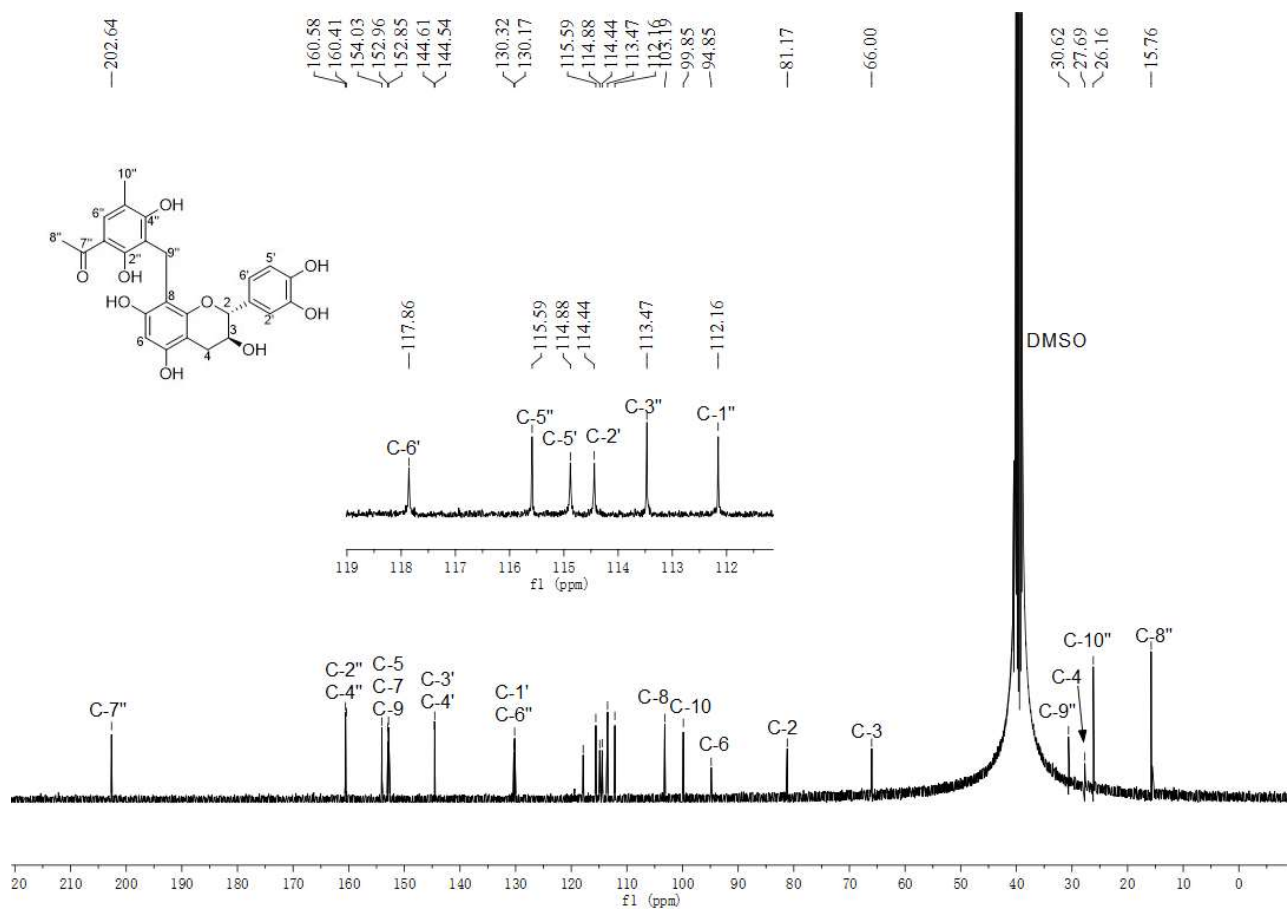 202.64
160.58
160.41
154.03
152.96
152.85
144.61
144.54
130.32
130.17
115.59
114.88
114.44
113.47
112.16
103.19
99.85
94.85
81.17
66.00
30.62
27.69
26.16
15.76
10"
OH
6"
4"
8"
7"
2"
9"
O
OH
5'
6'
OH
8
O
2
2'
OH
HO
3
6
4
OH
OH
117.86
115.59
114.88
114.44
113.47
112.16
DMSO
C-6'
C-5"
C-5'
C-2'
C-3"
C-1"
119 118 117 116 115 114 113 112
f1 (ppm)
C-7"
C-2"
C-4"
C-5
C-7
C-9
C-3'
C-4'
C-1'
C-6"
C-8
C-10
C-6
C-2
C-3
C-9"
C-4
C-10"
C-8"
20 210 200 190 180 170 160 150 140 130 120 110 100 90 80 70 60 50 40 30 20 10 0
f1 (ppm)